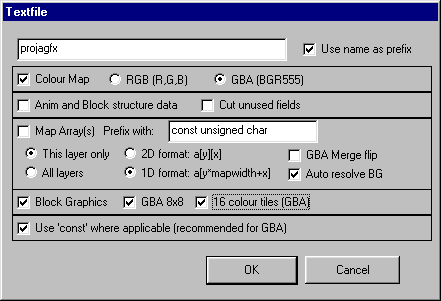 Textfile
projagfx
Use name as prefix
Colour Map RGB (R,G,B) GBA (BGR555)
Anim and Block structure data Cut unused fields
Map Array(s) Prefix with: const unsigned char
This layer only 2D format: a[y][x] GBA Merge flip
All layers 1D format: a[y*mapwidth+x] Auto resolve BG
Block Graphics GBA 8x8 16 colour tiles (GBA)
Use 'const' where applicable (recommended for GBA)
OK Cancel